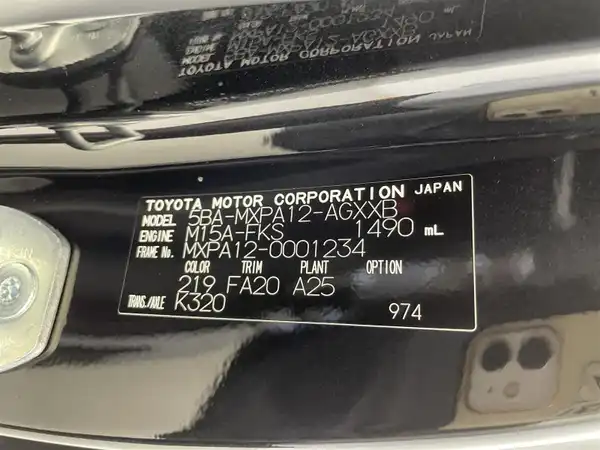 TOYOTA MOTOR CORPORATION JAPAN
MODEL 5BA-MXPA12-AGXXB
ENGINE M15A-FKS 1490 mL
FRAME No. MXPA12-0001234
COLOR TRIM PLANT OPTION
219 FA20 A25
TRANS./AXLE K320
974